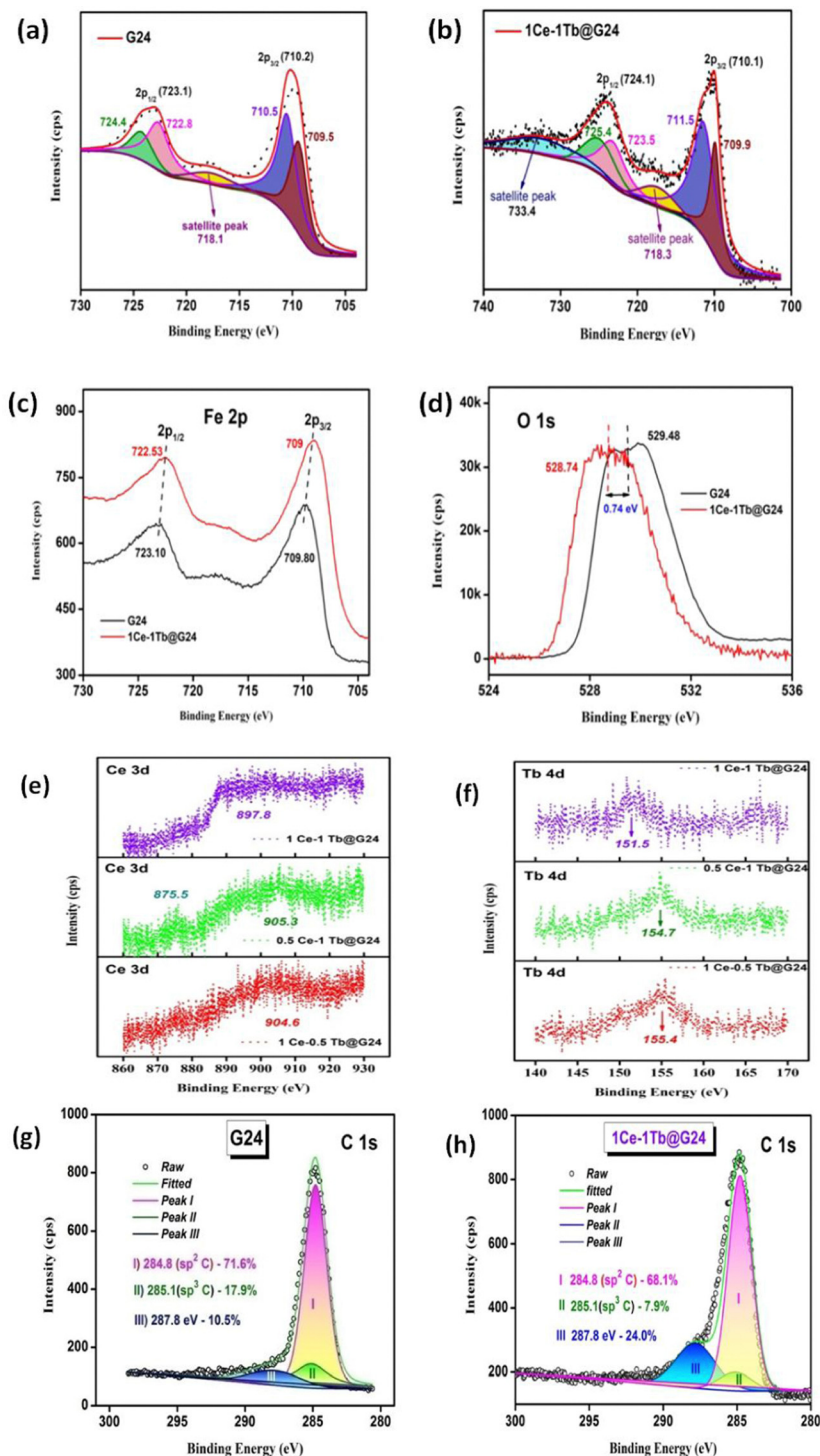 (a)
G24
2p1/2 (723.1)
2p3/2 (710.2)
724.4
722.8
710.5
709.5
satellite peak
718.1
Intensity (cps)
730 725 720 715 710 705
Binding Energy (eV)
(b)
1Ce-1Tb@G24
2p1/2 (724.1)
2p3/2 (710.1)
725.4
723.5
711.5
709.9
satellite peak
733.4
satellite peak
718.3
Intensity (cps)
740 730 720 710 700
Binding Energy (eV)
(c)
Fe 2p
2p1/2
2p3/2
722.53
709
723.10
709.80
G24
1Ce-1Tb@G24
900
750
600
450
300
Intensity (cps)
730 725 720 715 710 705
Binding Energy (eV)
(d)
O 1s
529.48
528.74
0.74 eV
G24
1Ce-1Tb@G24
40k
30k
20k
10k
0
Intensity (cps)
524 528 532 536
Binding Energy (eV)
(e)
Ce 3d
897.8
1 Ce-1 Tb@G24
Ce 3d
875.5
905.3
0.5 Ce-1 Tb@G24
Ce 3d
904.6
1 Ce-0.5 Tb@G24
Intensity (cps)
860 870 880 890 900 910 920 930
Binding Energy (eV)
(f)
Tb 4d
1 Ce-1 Tb@G24
151.5
Tb 4d
0.5 Ce-1 Tb@G24
154.7
Tb 4d
1 Ce-0.5 Tb@G24
155.4
Intensity (cps)
140 145 150 155 160 165 170
Binding Energy (eV)
(g)
G24
C 1s
Raw
Fitted
Peak I
Peak II
Peak III
I) 284.8 (sp2 C) - 71.6%
II) 285.1(sp3 C) - 17.9%
III) 287.8 eV - 10.5%
I
II
III
1000
800
600
400
200
0
Intensity (cps)
300 295 290 285 280
Binding Energy (eV)
(h)
1Ce-1Tb@G24
C 1s
Raw
fitted
Peak I
Peak II
Peak III
I 284.8 (sp2 C) - 68.1%
II 285.1(sp3 C) - 7.9%
III 287.8 eV - 24.0%
I
II
III
1000
800
600
400
200
Intensity (cps)
300 295 290 285 280
Binding Energy (eV)